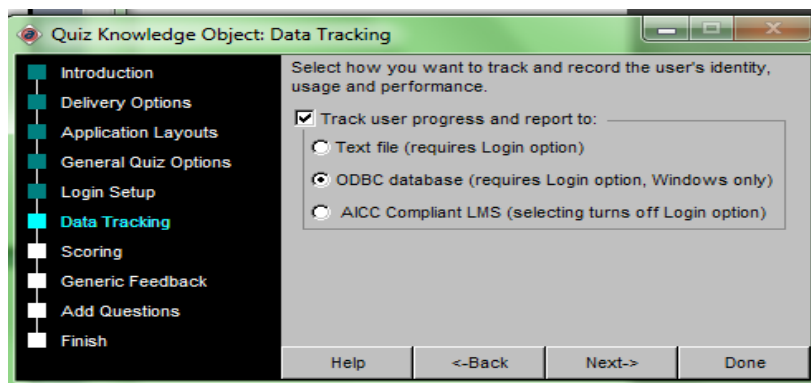 Quiz Knowledge Object: Data Tracking
Introduction
Delivery Options
Application Layouts
General Quiz Options
Login Setup
Data Tracking
Scoring
Generic Feedback
Add Questions
Finish
Select how you want to track and record the user's identity,
usage and performance.
Track user progress and report to:
Text file (requires Login option)
ODBC database (requires Login option, Windows only)
AICC Compliant LMS (selecting turns off Login option)
Help <-Back Next-> Done